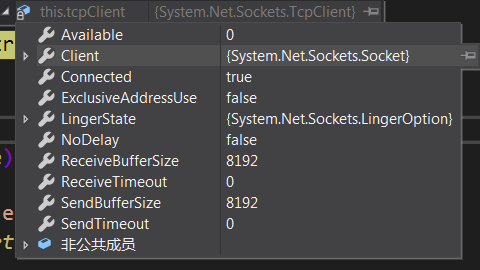 this.tcpClient {System.Net.Sockets.TcpClient}
Available 0
Client {System.Net.Sockets.Socket}
Connected true
ExclusiveAddressUse false
LingerState {System.Net.Sockets.LingerOption}
NoDelay false
ReceiveBufferSize 8192
ReceiveTimeout 0
SendBufferSize 8192
SendTimeout 0
非公共成员